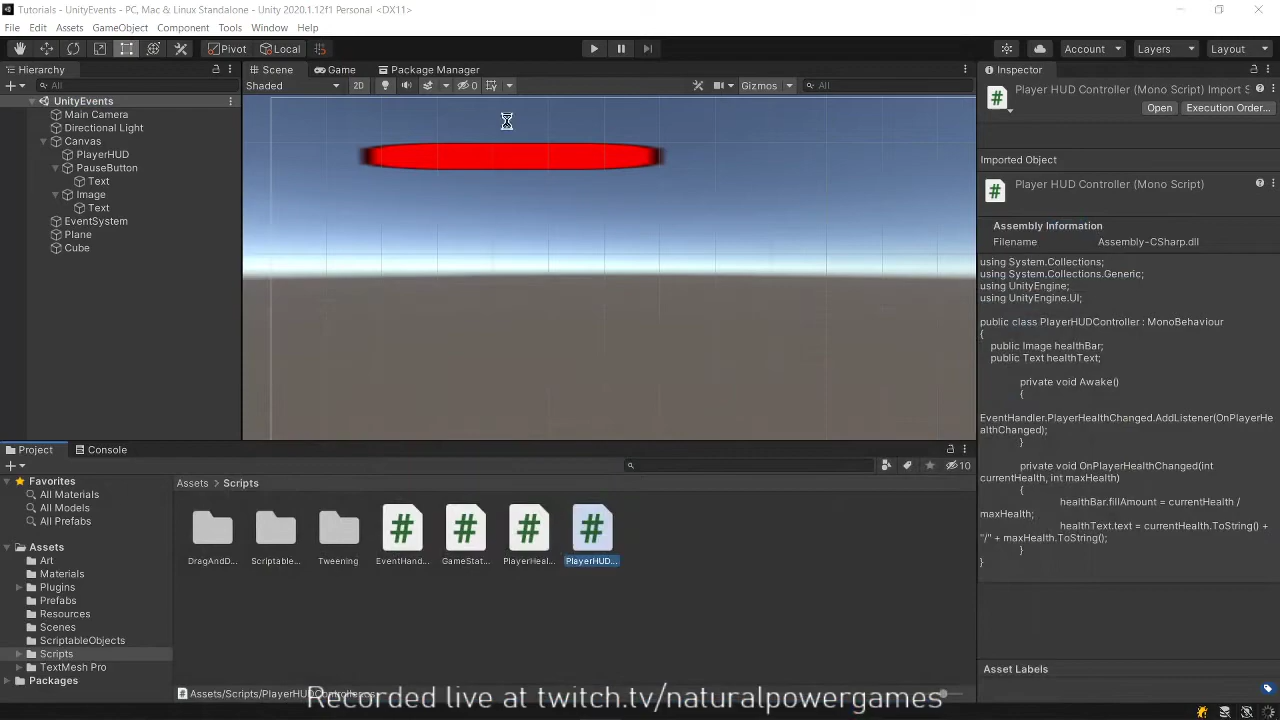 Tutorials - UnityEvents - PC, Mac & Linux Standalone - Unity 2020.1.12f1 Personal <DX11>
File Edit Assets GameObject Component Tools Window Help
Pivot Local Account Layers Layout
Hierarchy
All
UnityEvents
Main Camera
Directional Light
Canvas
PlayerHUD
PauseButton
Text
Image
Text
EventSystem
Plane
Cube
Scene Game Package Manager
Shaded 2D 0 Gizmos All
Inspector
Player HUD Controller (Mono Script) Import S
Open Execution Order...
Imported Object
Player HUD Controller (Mono Script)
Assembly Information
Filename Assembly-CSharp.dll
using System.Collections;
using System.Collections.Generic;
using UnityEngine;
using UnityEngine.UI;
public class PlayerHUDController : MonoBehaviour
{
public Image healthBar;
public Text healthText;
private void Awake()
{
EventHandler.PlayerHealthChanged.AddListener(OnPlayerHe
althChanged);
}
private void OnPlayerHealthChanged(int
currentHealth, int maxHealth)
{
healthBar.fillAmount = currentHealth /
maxHealth;
healthText.text = currentHealth.ToString() +
"/" + maxHealth.ToString();
}
}
Asset Labels
Project Console
10
Favorites
All Materials
All Models
All Prefabs
Assets
Art
Materials
Plugins
Prefabs
Resources
Scenes
ScriptableObjects
Scripts
TextMesh Pro
Packages
Assets > Scripts
DragAndD... Scriptable... Tweening EventHand... GameStat... PlayerHeal... PlayerHUD...
Assets/Scripts/PlayerHUDController.cs
Recorded live at twitch.tv/naturalpowergames